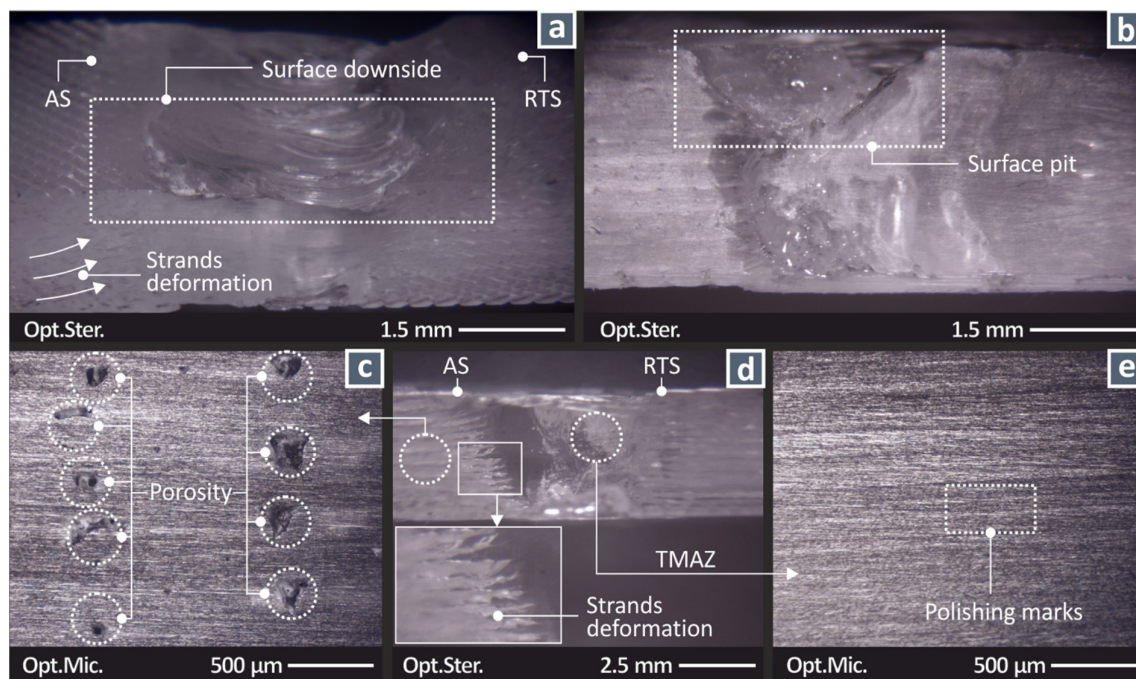 a
Surface downside
AS
RTS
Strands
deformation
Opt.Ster.
1.5 mm
b
Surface pit
Opt.Ster.
1.5 mm
c
Porosity
Opt.Mic.
500 µm
d
AS
RTS
TMAZ
Strands
deformation
Opt.Ster.
2.5 mm
e
Polishing marks
Opt.Mic.
500 µm